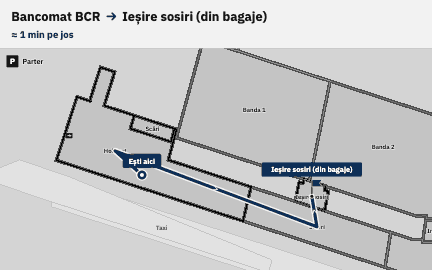 Bancomat BCR → Ieșire sosiri (din bagaje)
≈ 1 min pe jos
P Parter
Banda 1
Scări
Banda 2
Ești aici
Ieșire sosiri (din bagaje)
Taxi